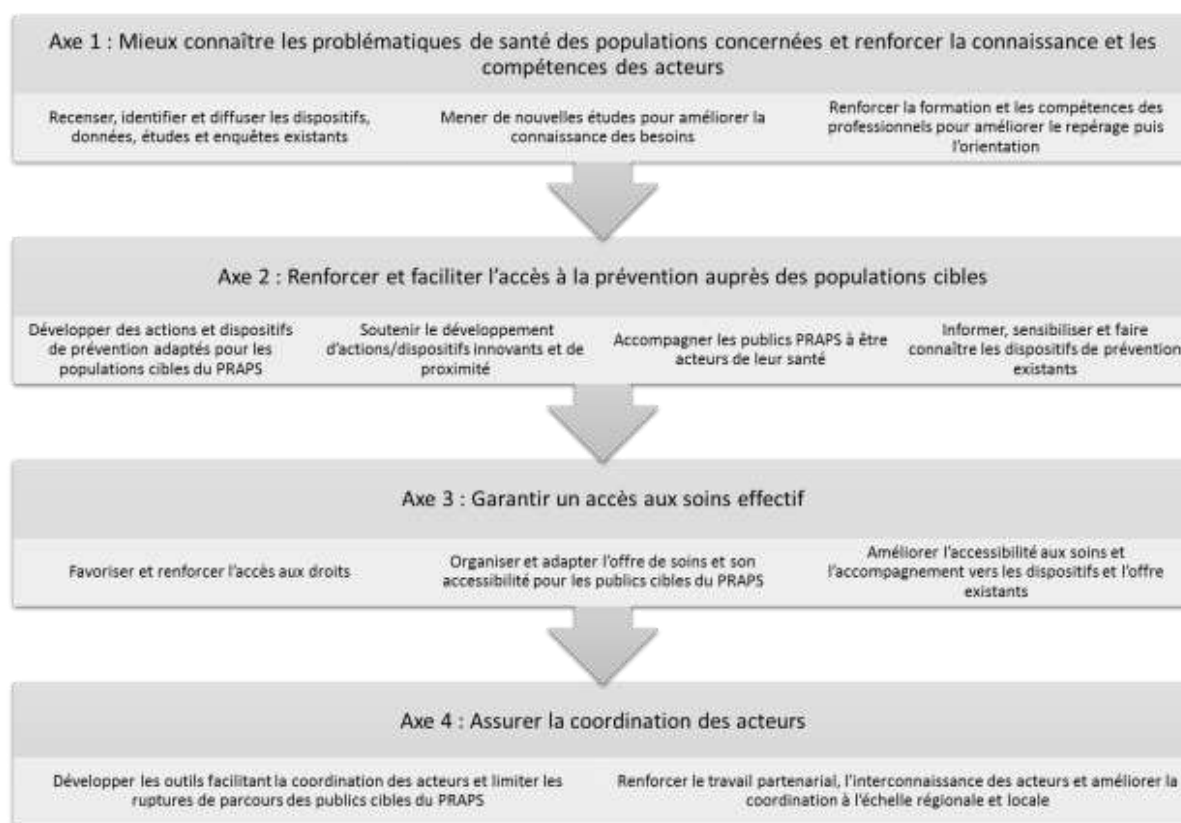 Axe 1 : Mieux connaître les problématiques de santé des populations concernées et renforcer la connaissance et les
compétences des acteurs
Recenser, identifier et diffuser les dispositifs,
données, études et enquêtes existants
Mener de nouvelles études pour améliorer la
connaissance des besoins
Renforcer la formation et les compétences des
professionnels pour améliorer le repérage puis
l'orientation
Axe 2 : Renforcer et faciliter l'accès à la prévention auprès des populations cibles
Développer des actions et dispositifs
de prévention adaptés pour les
populations cibles du PRAPS
Soutenir le développement
d'actions/dispositifs innovants et de
proximité
Accompagner les publics PRAPS à être
acteurs de leur santé
Informer, sensibiliser et faire
connaître les dispositifs de prévention
existants
Axe 3 : Garantir un accès aux soins effectif
Favoriser et renforcer l'accès aux droits
Organiser et adapter l'offre de soins et son
accessibilité pour les publics cibles du PRAPS
Améliorer l'accessibilité aux soins et
l'accompagnement vers les dispositifs et l'offre
existants
Axe 4 : Assurer la coordination des acteurs
Développer les outils facilitant la coordination des acteurs et limiter les
ruptures de parcours des publics cibles du PRAPS
Renforcer le travail partenarial, l'interconnaissance des acteurs et améliorer la
coordination à l'échelle régionale et locale